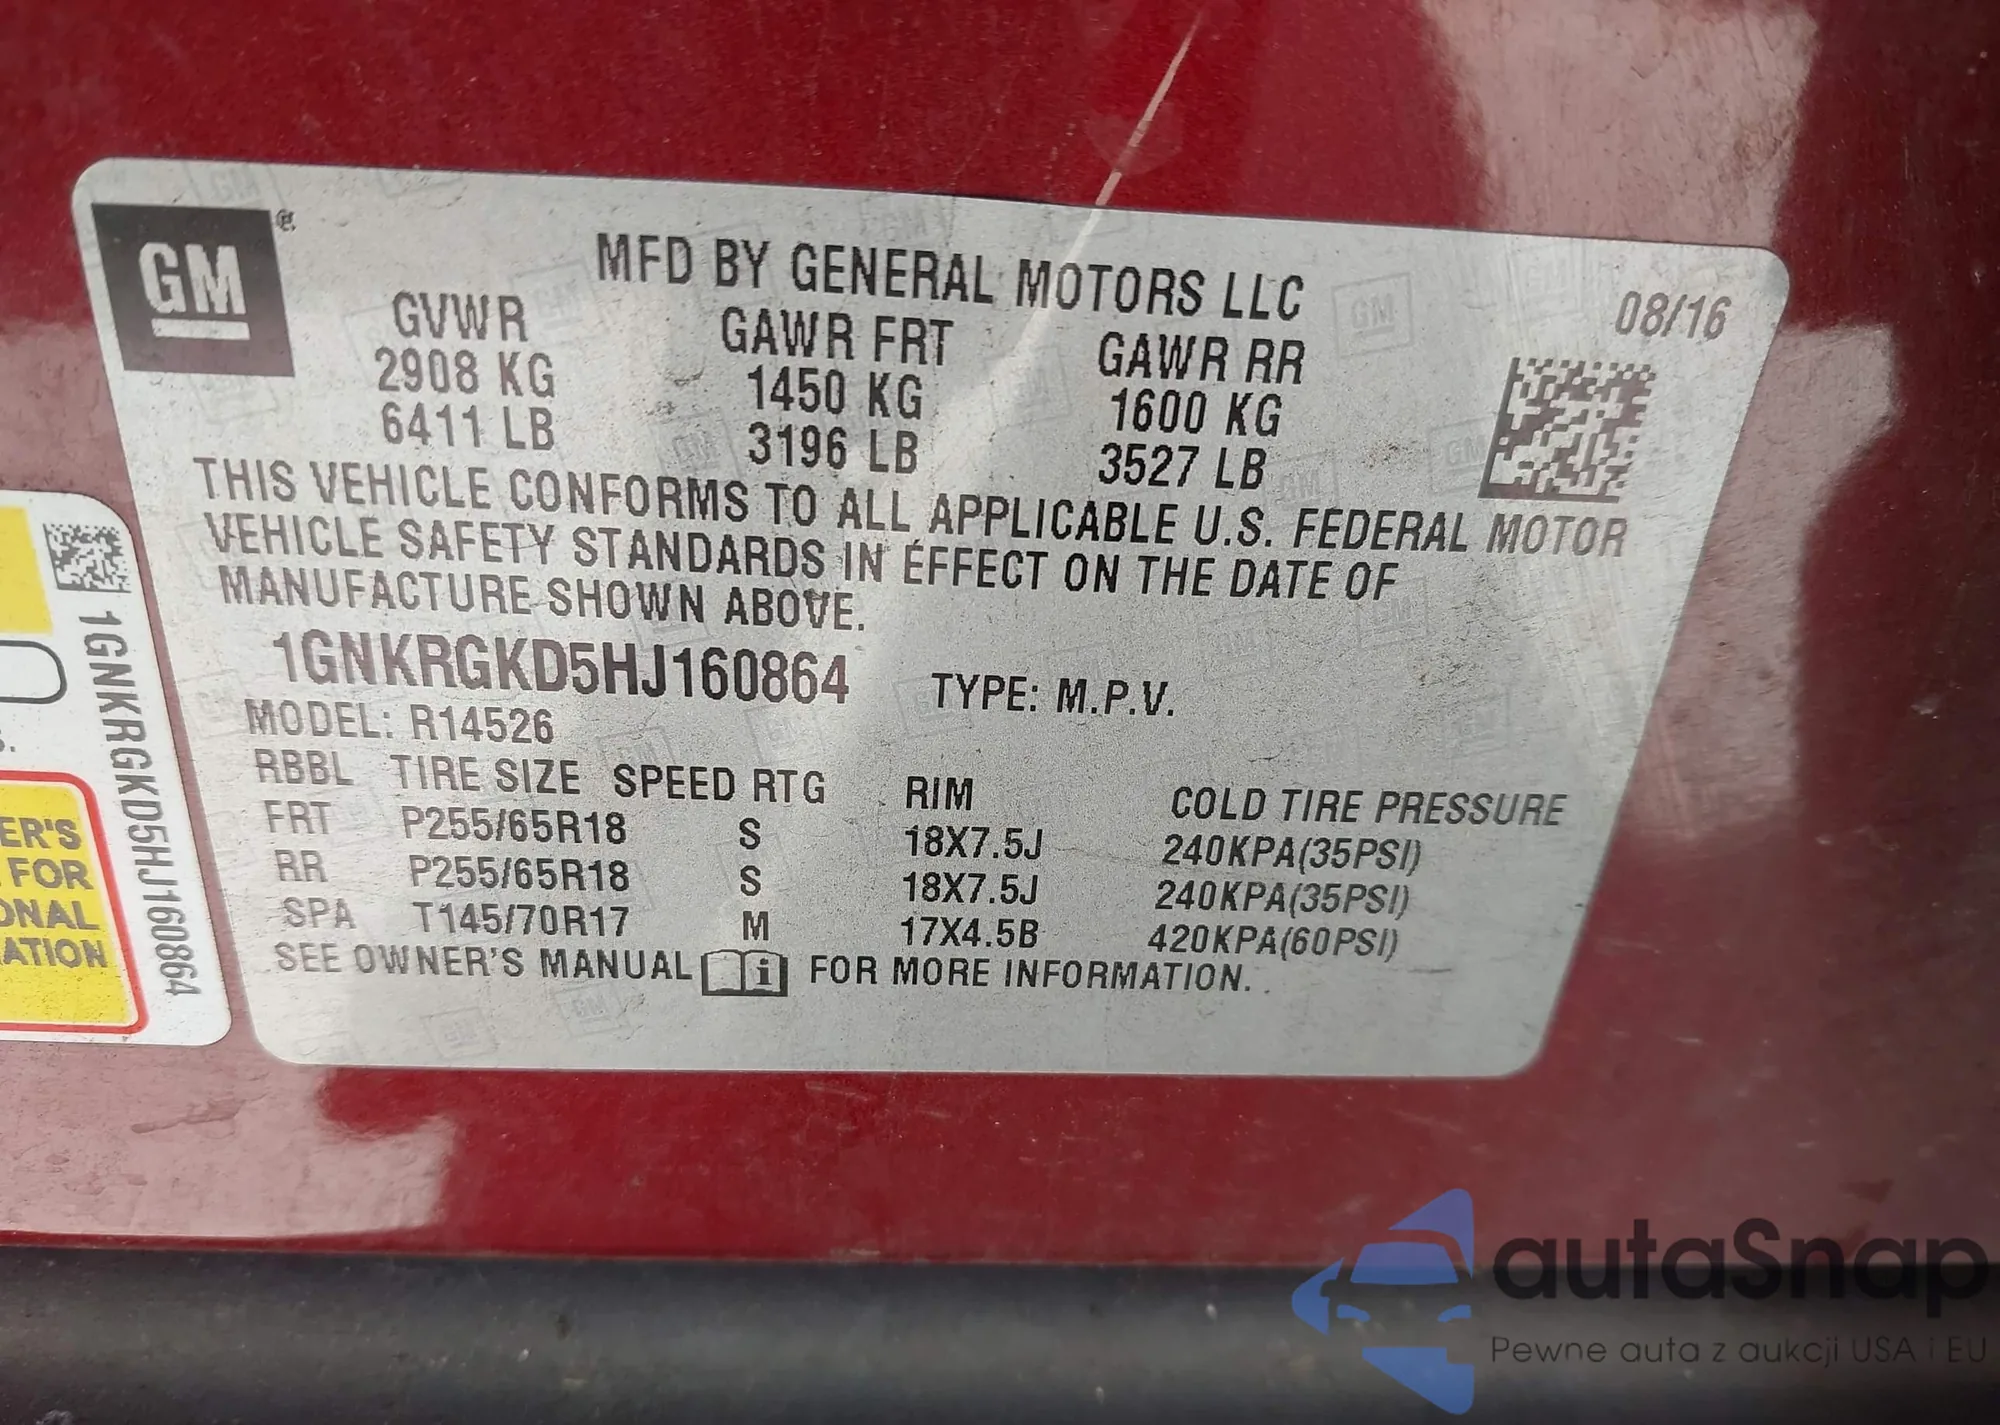 GM ®
MFD BY GENERAL MOTORS LLC
08/16
GVWR GAWR FRT GAWR RR
2908 KG 1450 KG 1600 KG
6411 LB 3196 LB 3527 LB
THIS VEHICLE CONFORMS TO ALL APPLICABLE U.S. FEDERAL MOTOR
VEHICLE SAFETY STANDARDS IN EFFECT ON THE DATE OF
MANUFACTURE SHOWN ABOVE.
1GNKRGKD5HJ160864 TYPE: M.P.V.
MODEL: R14526
RBBL TIRE SIZE SPEED RTG RIM COLD TIRE PRESSURE
FRT P255/65R18 S 18X7.5J 240KPA(35PSI)
RR P255/65R18 S 18X7.5J 240KPA(35PSI)
SPA T145/70R17 M 17X4.5B 420KPA(60PSI)
SEE OWNER'S MANUAL FOR MORE INFORMATION.
1GNKRGKD5HJ160864
ER'S
FOR
ONAL
ATION
autaSnap
Pewne auta z aukcji USA i EU